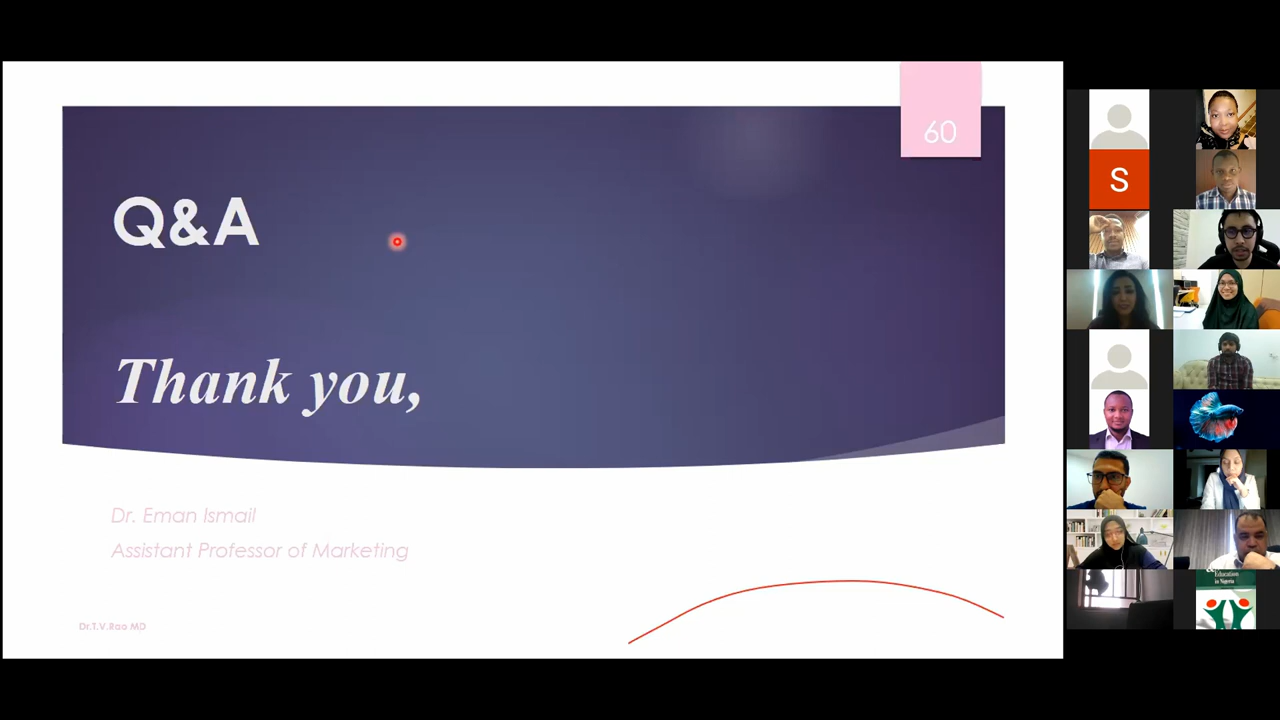 60
Q&A
Thank you,
Dr. Eman Ismail
Assistant Professor of Marketing
Dr.T.V.Rao MD
S
Education
in Nigeria